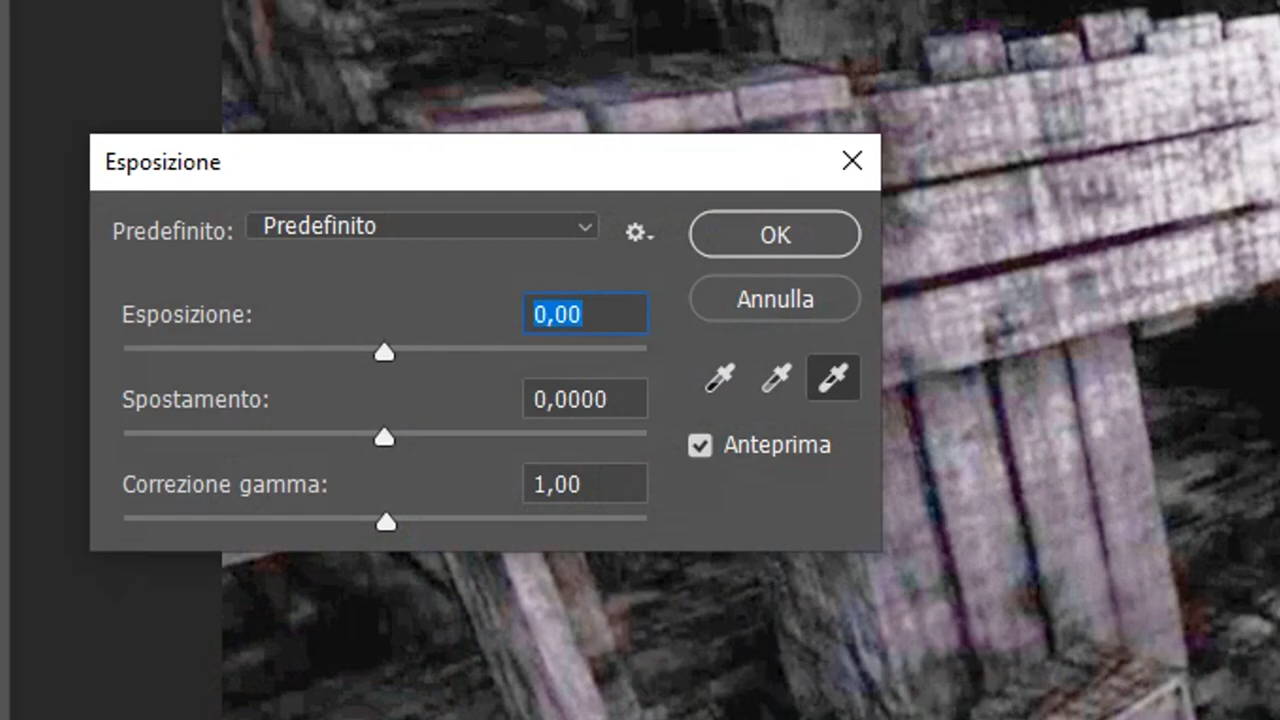 Esposizione
Predefinito: Predefinito
OK
Annulla
Esposizione: 0,00
Spostamento: 0,0000
Anteprima
Correzione gamma: 1,00